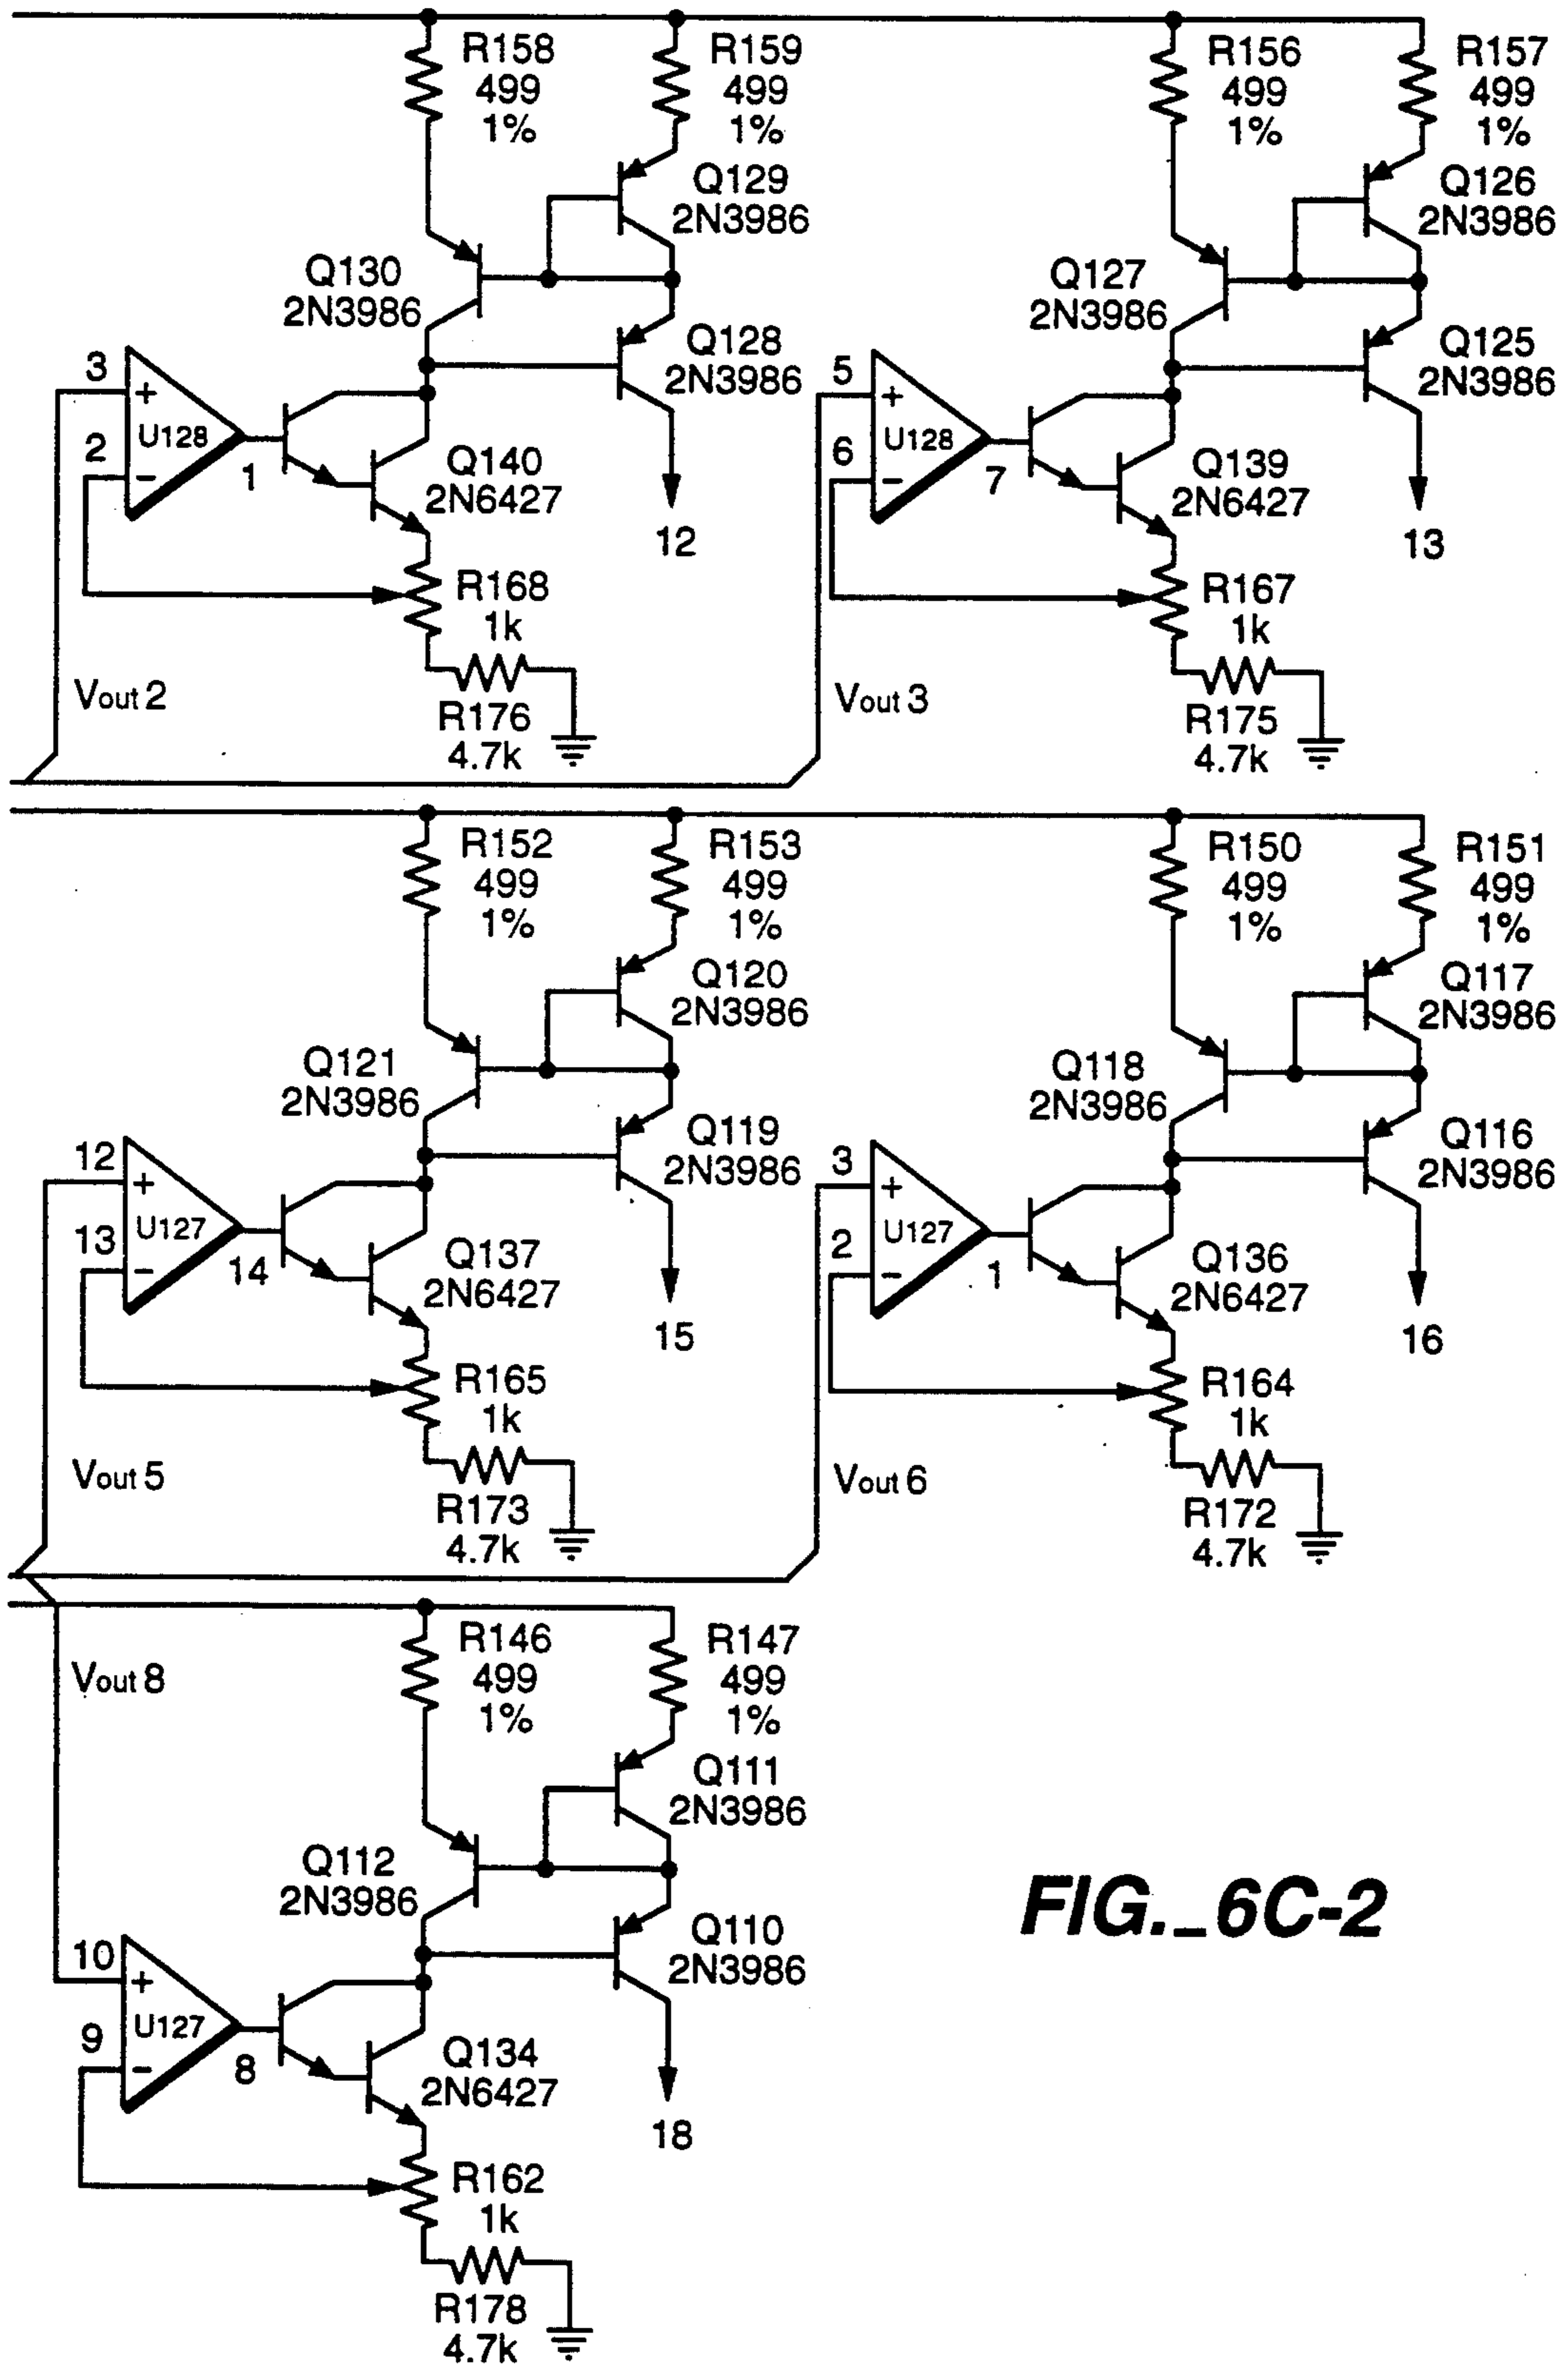 R158
499
1%
R159
499
1%
Q129
2N3986
Q130
2N3986
Q128
2N3986
3
+
U128
2
−
1
Q140
2N6427
12
R168
1k
Vout 2
R176
4.7k
R156
499
1%
R157
499
1%
Q126
2N3986
Q127
2N3986
Q125
2N3986
5
+
U128
6
−
7
Q139
2N6427
13
R167
1k
Vout 3
R175
4.7k
R152
499
1%
R153
499
1%
Q120
2N3986
Q121
2N3986
Q119
2N3986
12
+
U127
13
−
14
Q137
2N6427
15
R165
1k
Vout 5
R173
4.7k
R150
499
1%
R151
499
1%
Q117
2N3986
Q118
2N3986
Q116
2N3986
3
+
U127
2
−
1
Q136
2N6427
16
R164
1k
Vout 6
R172
4.7k
Vout 8
R146
499
1%
R147
499
1%
Q111
2N3986
Q112
2N3986
Q110
2N3986
10
+
U127
9
−
8
Q134
2N6427
18
R162
1k
R178
4.7k
FIG._6C-2